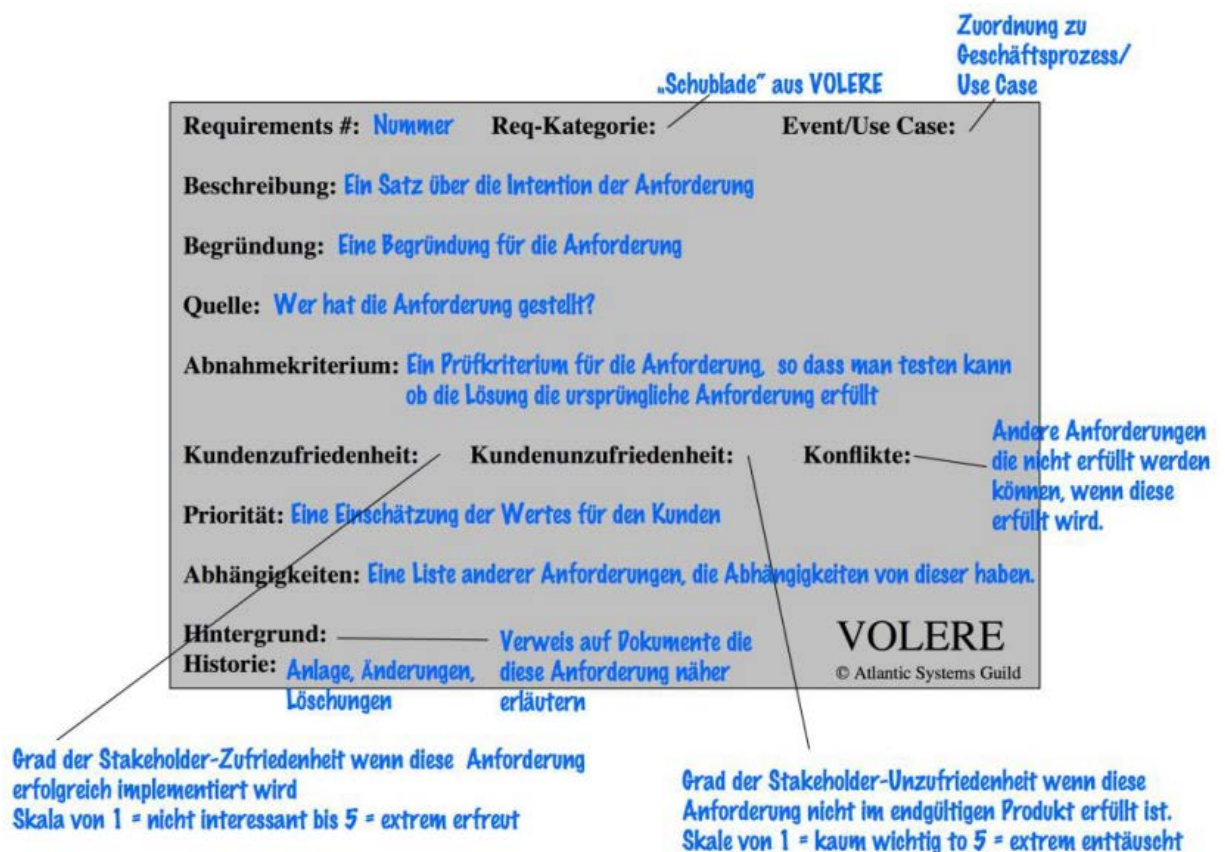 Zuordnung zu
Geschäftsprozess/
Use Case
„Schublade” aus VOLERE
Requirements #: Nummer Req-Kategorie: Event/Use Case:
Beschreibung: Ein Satz über die Intention der Anforderung
Begründung: Eine Begründung für die Anforderung
Quelle: Wer hat die Anforderung gestellt?
Abnahmekriterium: Ein Prüfkriterium für die Anforderung, so dass man testen kann
ob die Lösung die ursprüngliche Anforderung erfüllt
Kundenzufriedenheit: Kundenunzufriedenheit: Konflikte:
Andere Anforderungen
die nicht erfüllt werden
können, wenn diese
erfüllt wird.
Priorität: Eine Einschätzung der Wertes für den Kunden
Abhängigkeiten: Eine Liste anderer Anforderungen, die Abhängigkeiten von dieser haben.
Hintergrund:
Verweis auf Dokumente die
diese Anforderung näher
erläutern
Historie: Anlage, Änderungen,
Löschungen
VOLERE
© Atlantic Systems Guild
Grad der Stakeholder-Zufriedenheit wenn diese Anforderung
erfolgreich implementiert wird
Skala von 1 = nicht interessant bis 5 = extrem erfreut
Grad der Stakeholder-Unzufriedenheit wenn diese
Anforderung nicht im endgültigen Produkt erfüllt ist.
Skale von 1 = kaum wichtig to 5 = extrem enttäuscht